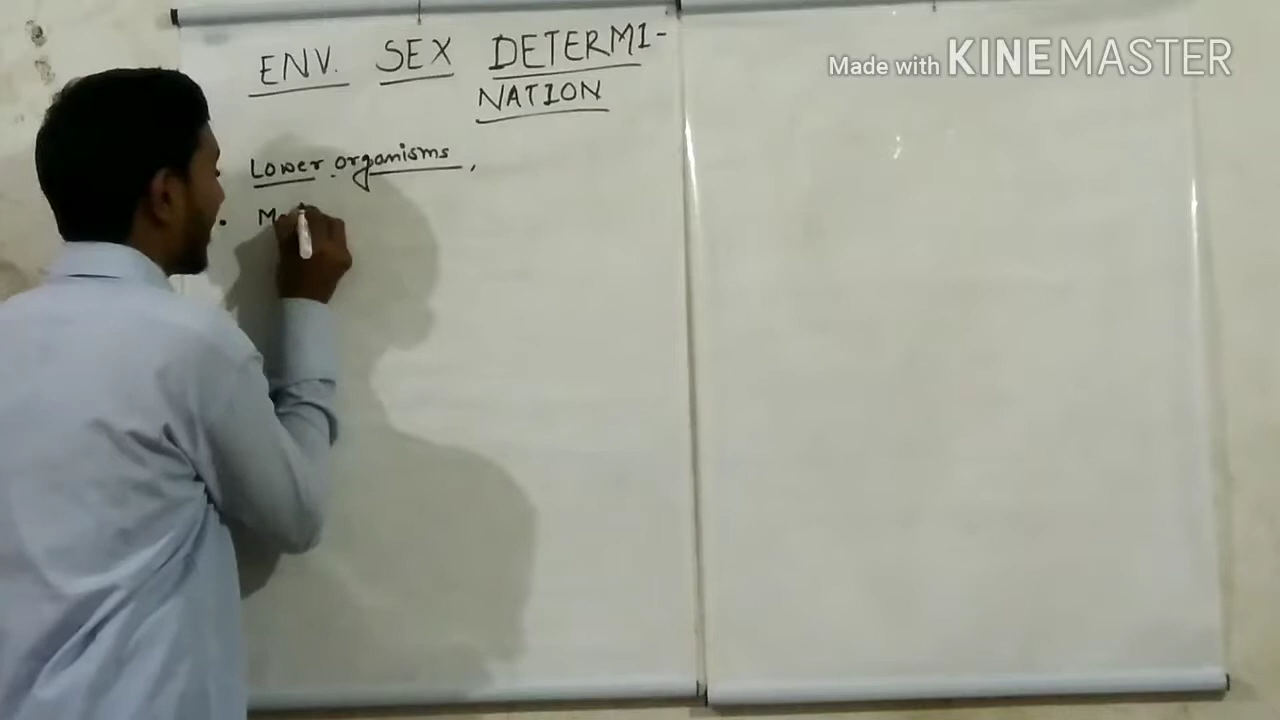 ENV. SEX DETERMI-
NATION
Made with KINEMASTER
Lower organisms,